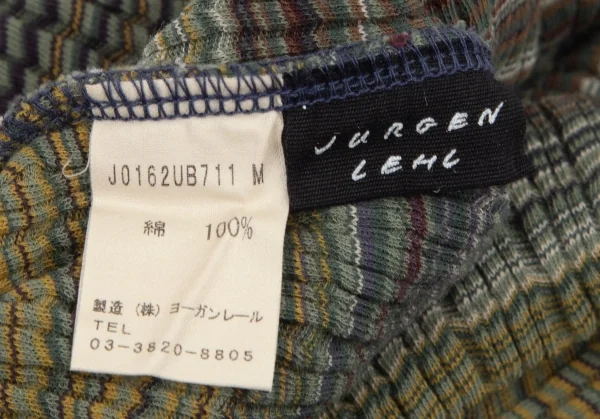 J0162UB711 M
綿 100%
製造 (株) ヨーガンレール
TEL
03-3820-8805
JURGEN
LEHL